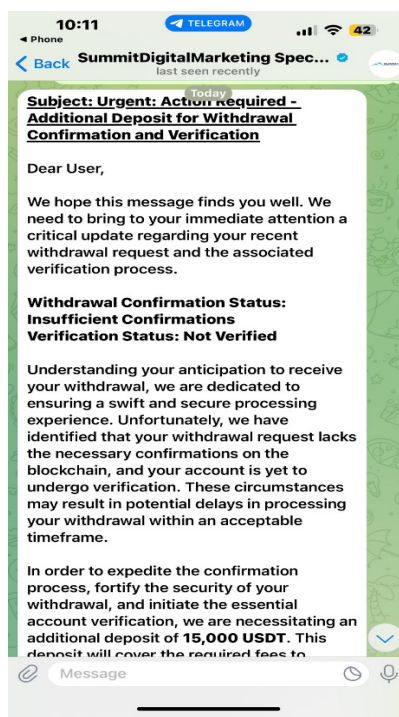 10:11
TELEGRAM
42
Phone
Back
SummitDigitalMarketing Spec...
last seen recently
Today
Subject: Urgent: Action Required -
Additional Deposit for Withdrawal
Confirmation and Verification
Dear User,
We hope this message finds you well. We
need to bring to your immediate attention a
critical update regarding your recent
withdrawal request and the associated
verification process.
Withdrawal Confirmation Status:
Insufficient Confirmations
Verification Status: Not Verified
Understanding your anticipation to receive
your withdrawal, we are dedicated to
ensuring a swift and secure processing
experience. Unfortunately, we have
identified that your withdrawal request lacks
the necessary confirmations on the
blockchain, and your account is yet to
undergo verification. These circumstances
may result in potential delays in processing
your withdrawal within an acceptable
timeframe.
In order to expedite the confirmation
process, fortify the security of your
withdrawal, and initiate the essential
account verification, we are necessitating an
additional deposit of 15,000 USDT. This
deposit will cover the required fees to
Message